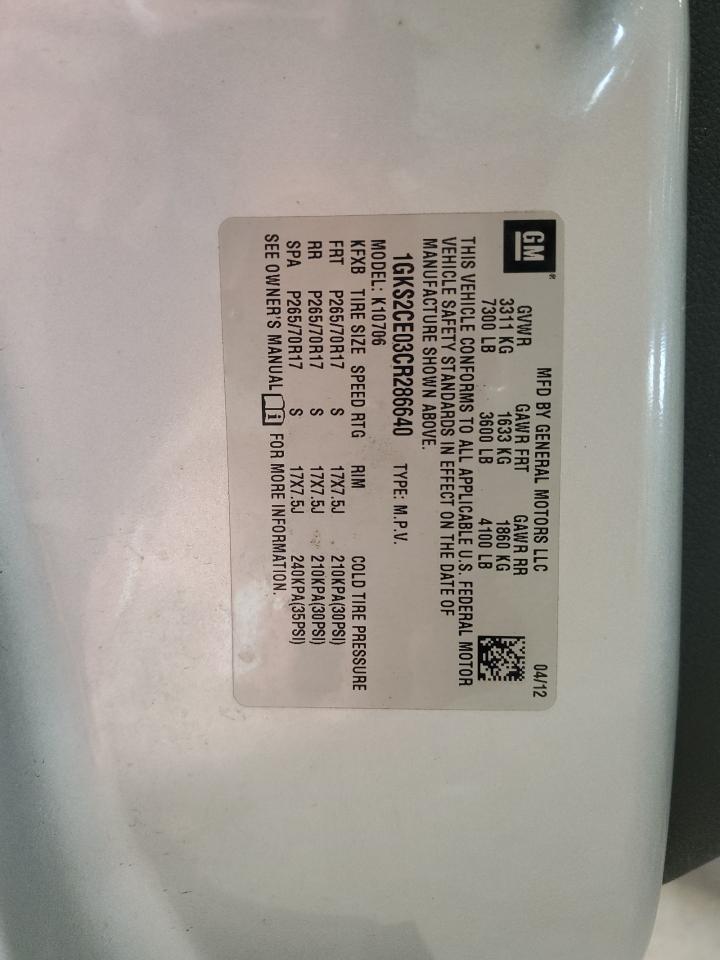 GM®
MFD BY GENERAL MOTORS LLC 04/12
GVWR GAWR FRT GAWR RR
3311 KG 1633 KG 1860 KG
7300 LB 3600 LB 4100 LB
THIS VEHICLE CONFORMS TO ALL APPLICABLE U.S. FEDERAL MOTOR
VEHICLE SAFETY STANDARDS IN EFFECT ON THE DATE OF
MANUFACTURE SHOWN ABOVE.
1GKS2CE03CR286640 TYPE: M.P.V.
MODEL: K10706
KFXB TIRE SIZE SPEED RTG RIM COLD TIRE PRESSURE
FRT P265/70R17 S 17X7.5J 210KPA(30PSI)
RR P265/70R17 S 17X7.5J 210KPA(30PSI)
SPA P265/70R17 S 17X7.5J 240KPA(35PSI)
SEE OWNER'S MANUAL i FOR MORE INFORMATION.